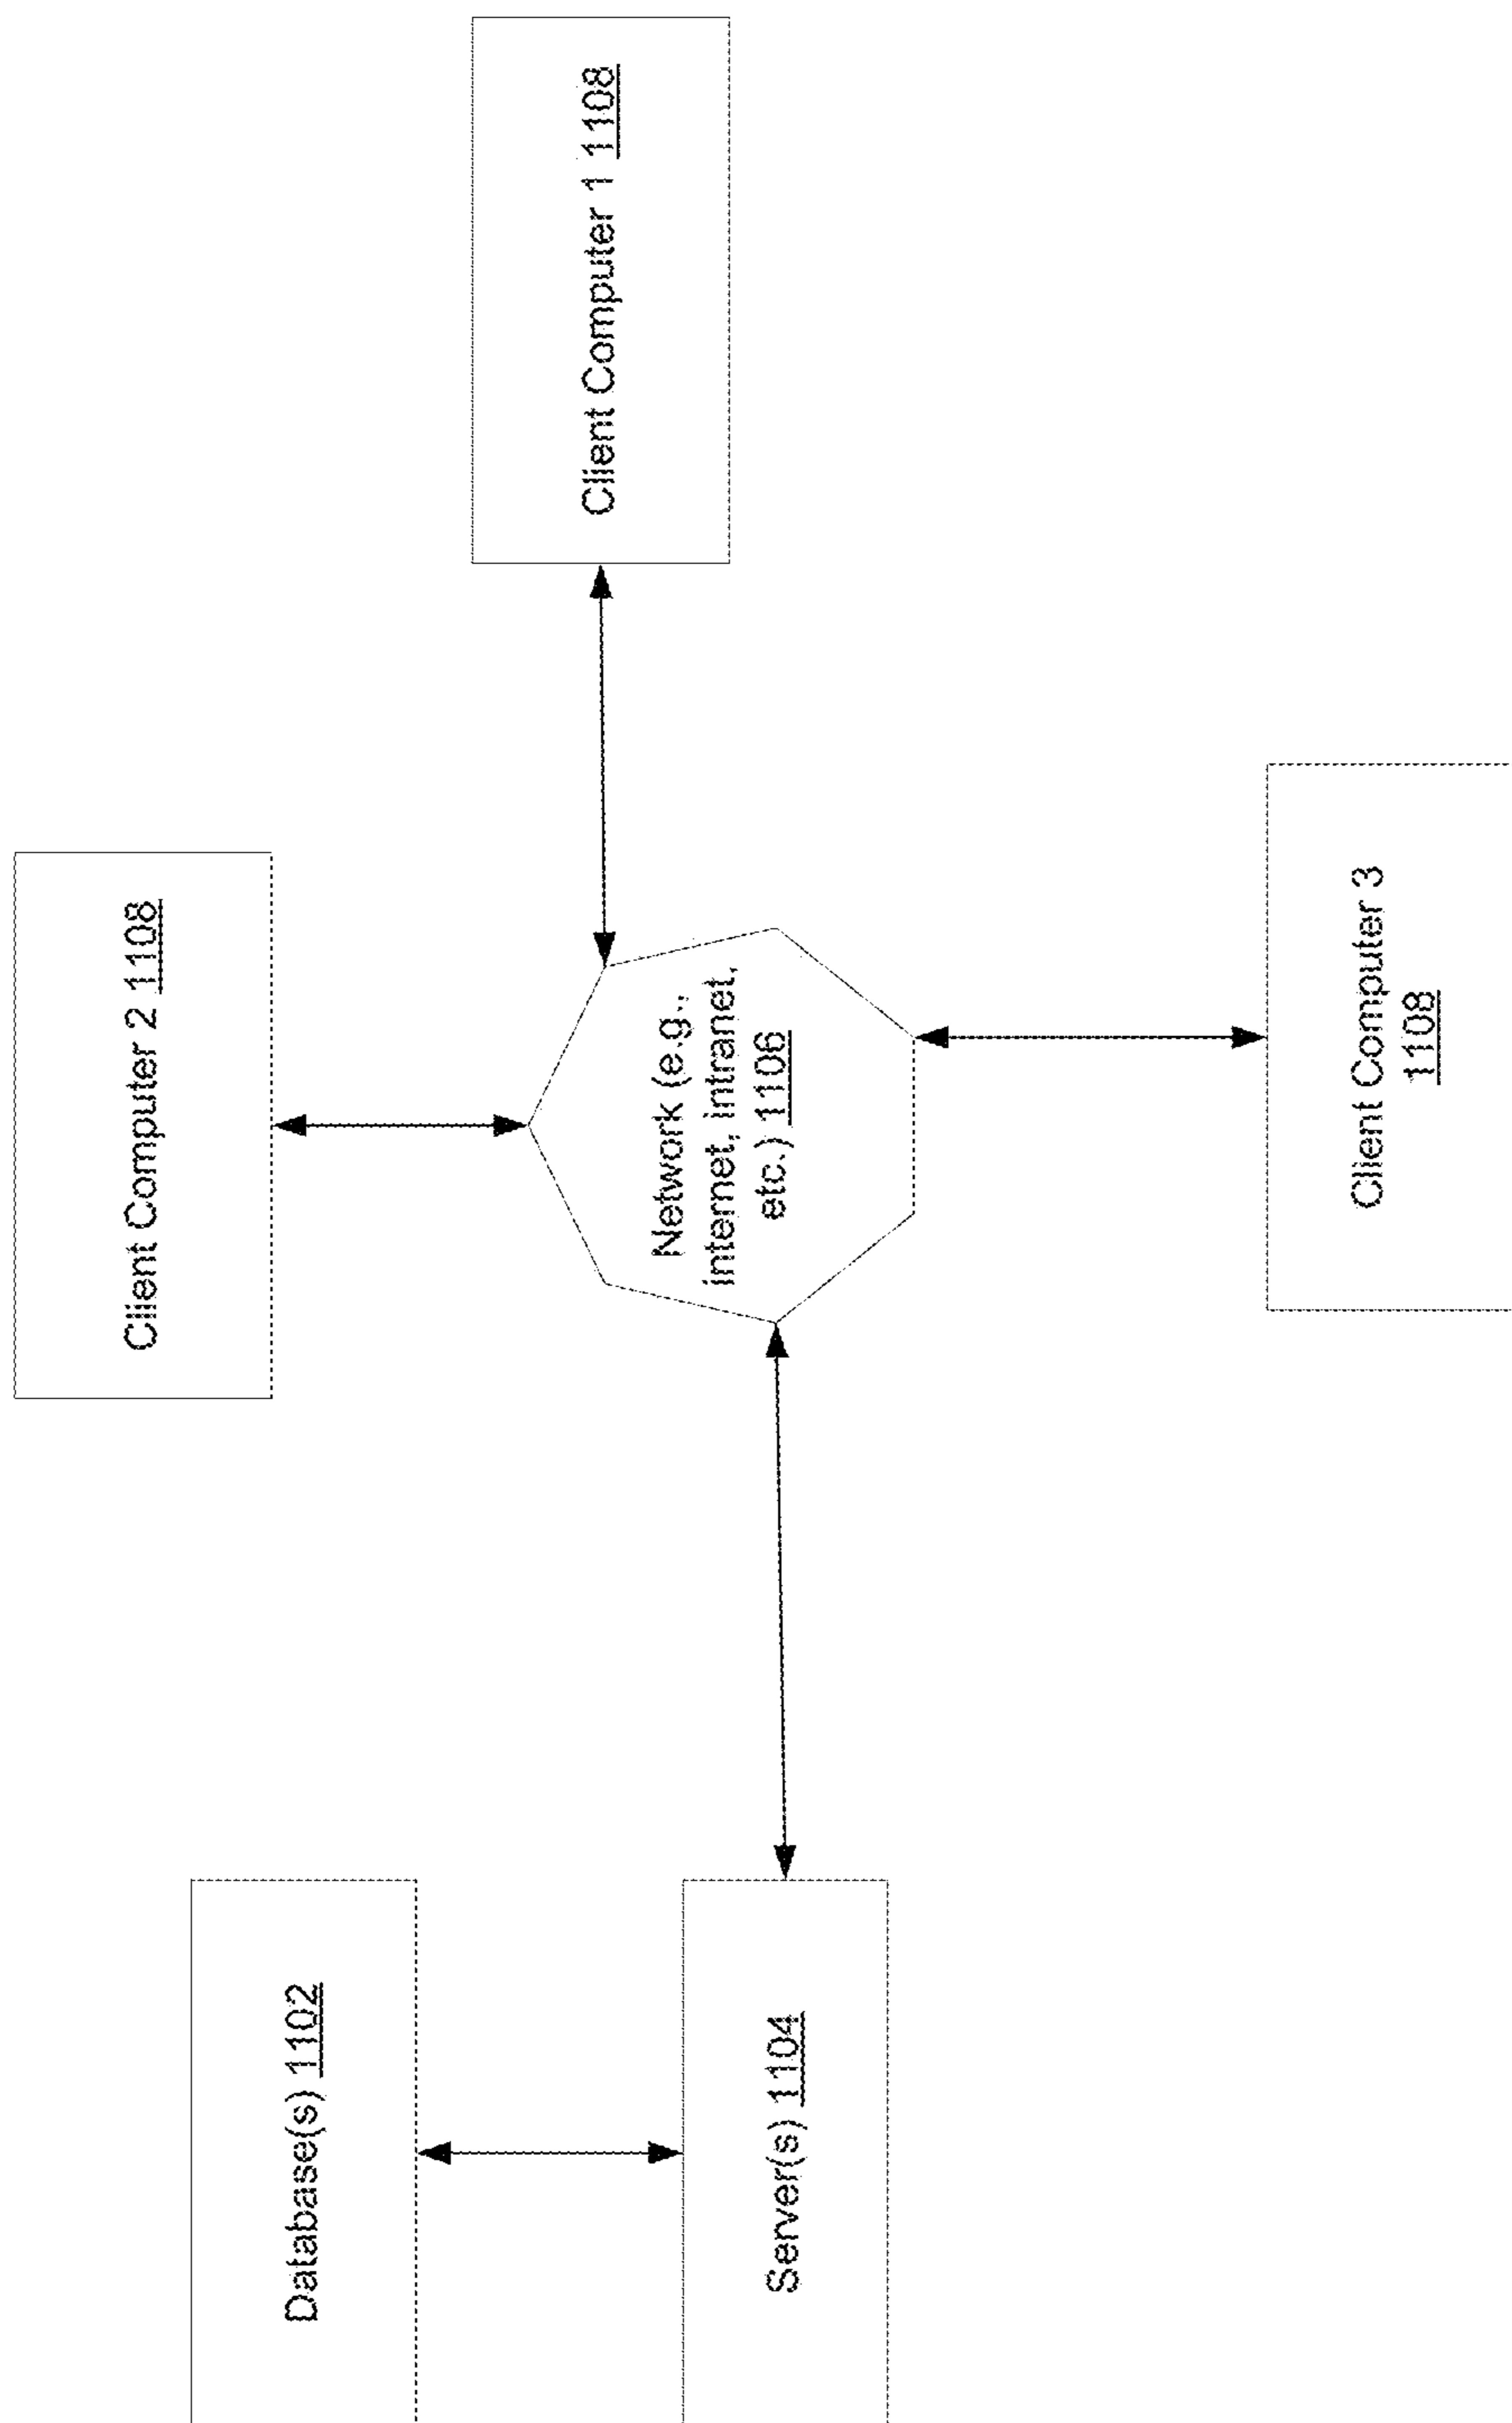 Client Computer 2 1108
Database(s) 1102
Client Computer 1 1108
Network (e.g.,
internet, intranet,
etc.) 1106
Server(s) 1104
Client Computer 3
1108